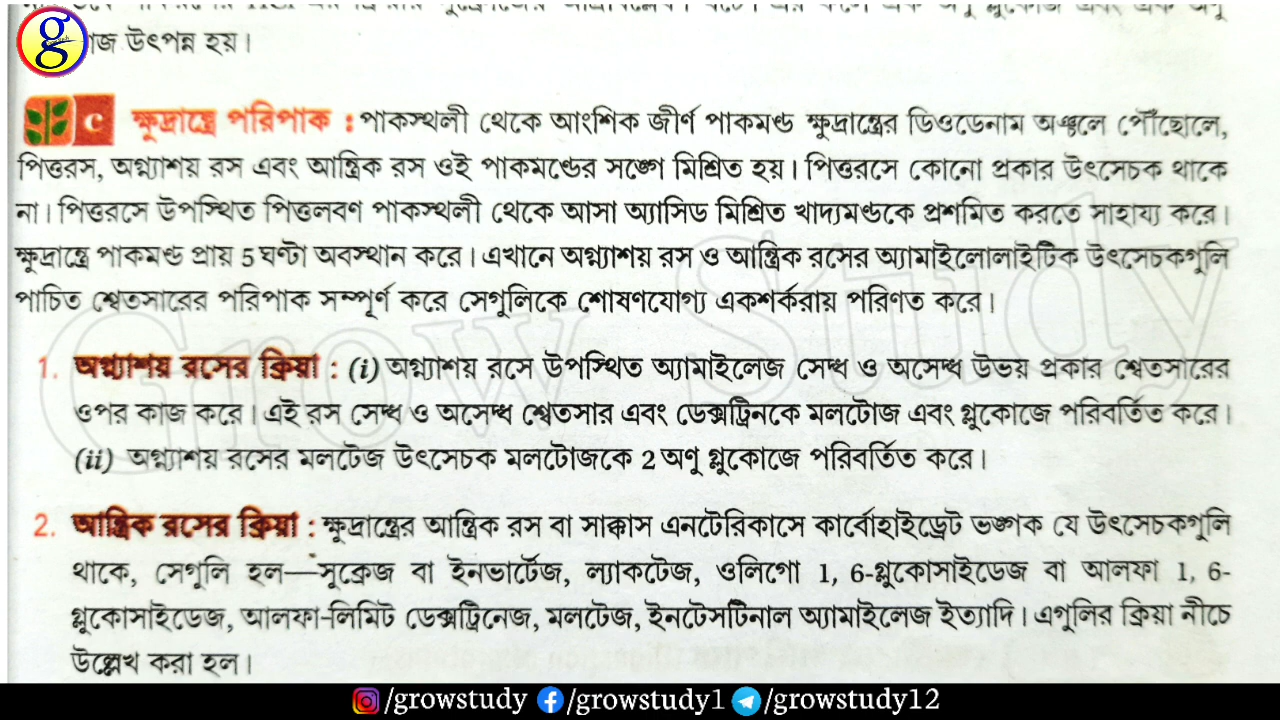 জ উৎপন্ন হয়।
C ক্ষুদ্রান্ত্রে পরিপাক : পাকস্থলী থেকে আংশিক জীর্ণ পাকমণ্ড ক্ষুদ্রান্ত্রের ডিওডেনাম অঞ্চলে পৌঁছোলে,
পিত্তরস, অগ্ন্যাশয় রস এবং আন্ত্রিক রস ওই পাকমণ্ডের সঙ্গে মিশ্রিত হয়। পিত্তরসে কোনো প্রকার উৎসেচক থাকে
না। পিত্তরসে উপস্থিত পিত্তলবণ পাকস্থলী থেকে আসা অ্যাসিড মিশ্রিত খাদ্যমণ্ডকে প্রশমিত করতে সাহায্য করে।
ক্ষুদ্রান্ত্রে পাকমণ্ড প্রায় 5 ঘণ্টা অবস্থান করে। এখানে অগ্ন্যাশয় রস ও আন্ত্রিক রসের অ্যামাইলোলাইটিক উৎসেচকগুলি
পাচিত শ্বেতসারের পরিপাক সম্পূর্ণ করে সেগুলিকে শোষণযোগ্য একশর্করায় পরিণত করে।
1. অগ্ন্যাশয় রসের ক্রিয়া : (i) অগ্ন্যাশয় রসে উপস্থিত অ্যামাইলেজ সেদ্ধ ও অসেদ্ধ উভয় প্রকার শ্বেতসারের
ওপর কাজ করে। এই রস সেদ্ধ ও অসেদ্ধ শ্বেতসার এবং ডেক্সট্রিনকে মলটোজ এবং গ্লুকোজে পরিবর্তিত করে।
(ii) অগ্ন্যাশয় রসের মলটেজ উৎসেচক মলটোজকে 2 অণু গ্লুকোজে পরিবর্তিত করে।
2. আন্ত্রিক রসের ক্রিয়া : ক্ষুদ্রান্ত্রের আন্ত্রিক রস বা সাক্কাস এনটেরিকাসে কার্বোহাইড্রেট ভঙ্গক যে উৎসেচকগুলি
থাকে, সেগুলি হল—সুক্রেজ বা ইনভার্টেজ, ল্যাকটেজ, ওলিগো 1, 6-গ্লুকোসাইডেজ বা আলফা 1, 6-
গ্লুকোসাইডেজ, আলফা-লিমিট ডেক্সট্রিনেজ, মলটেজ, ইনটেসটিনাল অ্যামাইলেজ ইত্যাদি। এগুলির ক্রিয়া নীচে
উল্লেখ করা হল।
Grow Study
/growstudy /growstudy1 /growstudy12